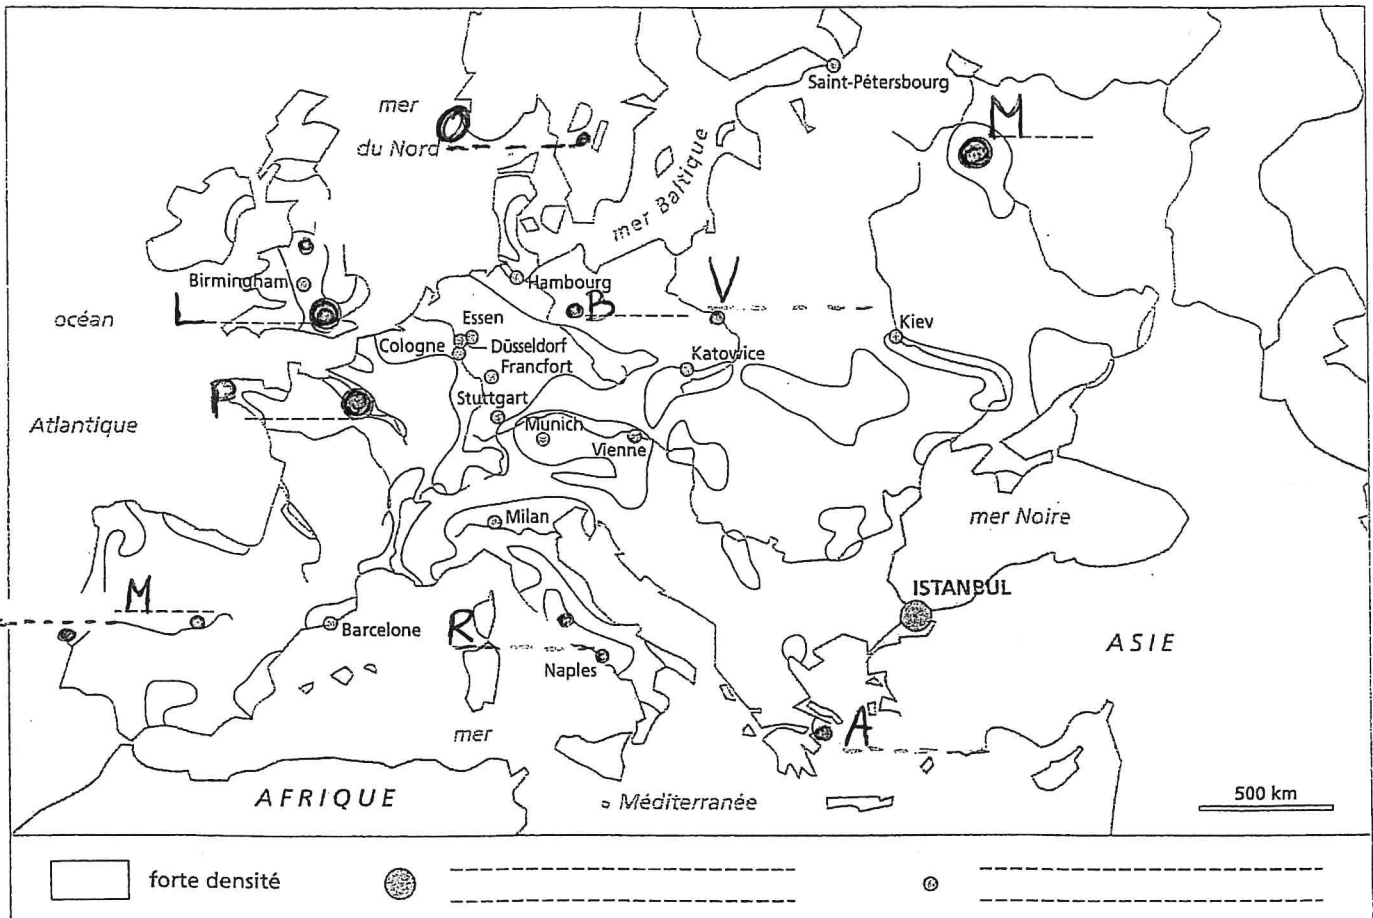 Saint-Pétersbourg
mer
du Nord
M
D
mer Baltique
Birmingham
Hambourg
V
B
L
océan
Essen
Kiev
Cologne
Düsseldorf
Katowice
Francfort
P
Stuttgart
Atlantique
Munich
Vienne
Milan
mer Noire
M
ISTANBUL
Barcelone
R
ASIE
Naples
A
mer
AFRIQUE
Méditerranée
500 km
forte densité